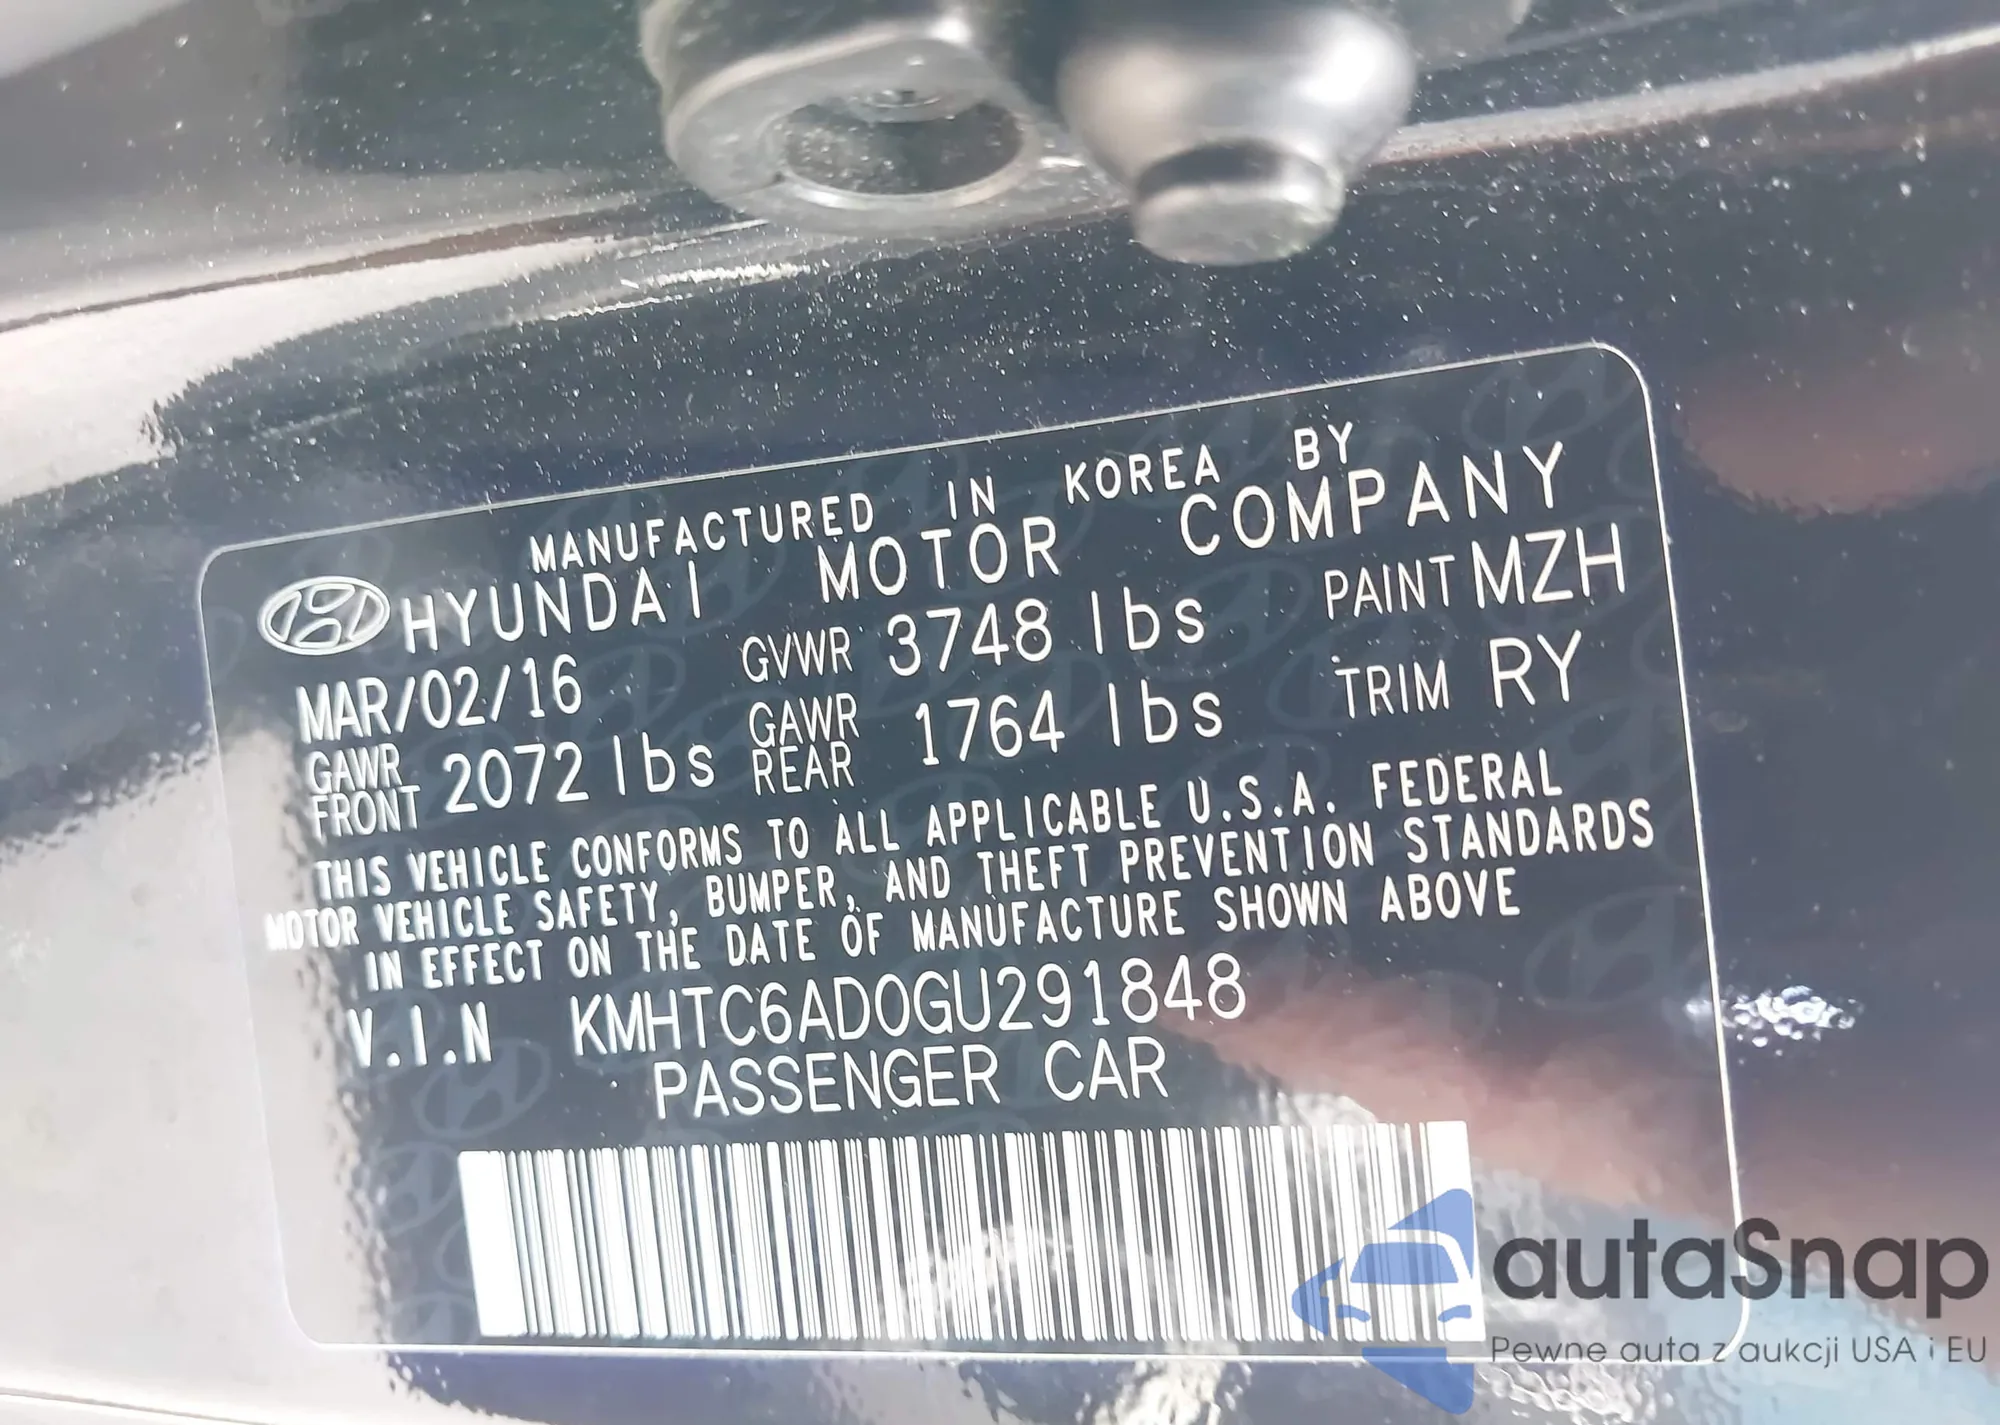 MANUFACTURED IN KOREA BY
HYUNDAI MOTOR COMPANY
MAR/02/16 GVWR 3748 lbs PAINT MZH
GAWR FRONT 2072 lbs GAWR REAR 1764 lbs TRIM RY
THIS VEHICLE CONFORMS TO ALL APPLICABLE U.S.A. FEDERAL
MOTOR VEHICLE SAFETY, BUMPER, AND THEFT PREVENTION STANDARDS
IN EFFECT ON THE DATE OF MANUFACTURE SHOWN ABOVE
V.I.N KMHTC6AD0GU291848
PASSENGER CAR
autaSnap
Pewne auta z aukcji USA i EU